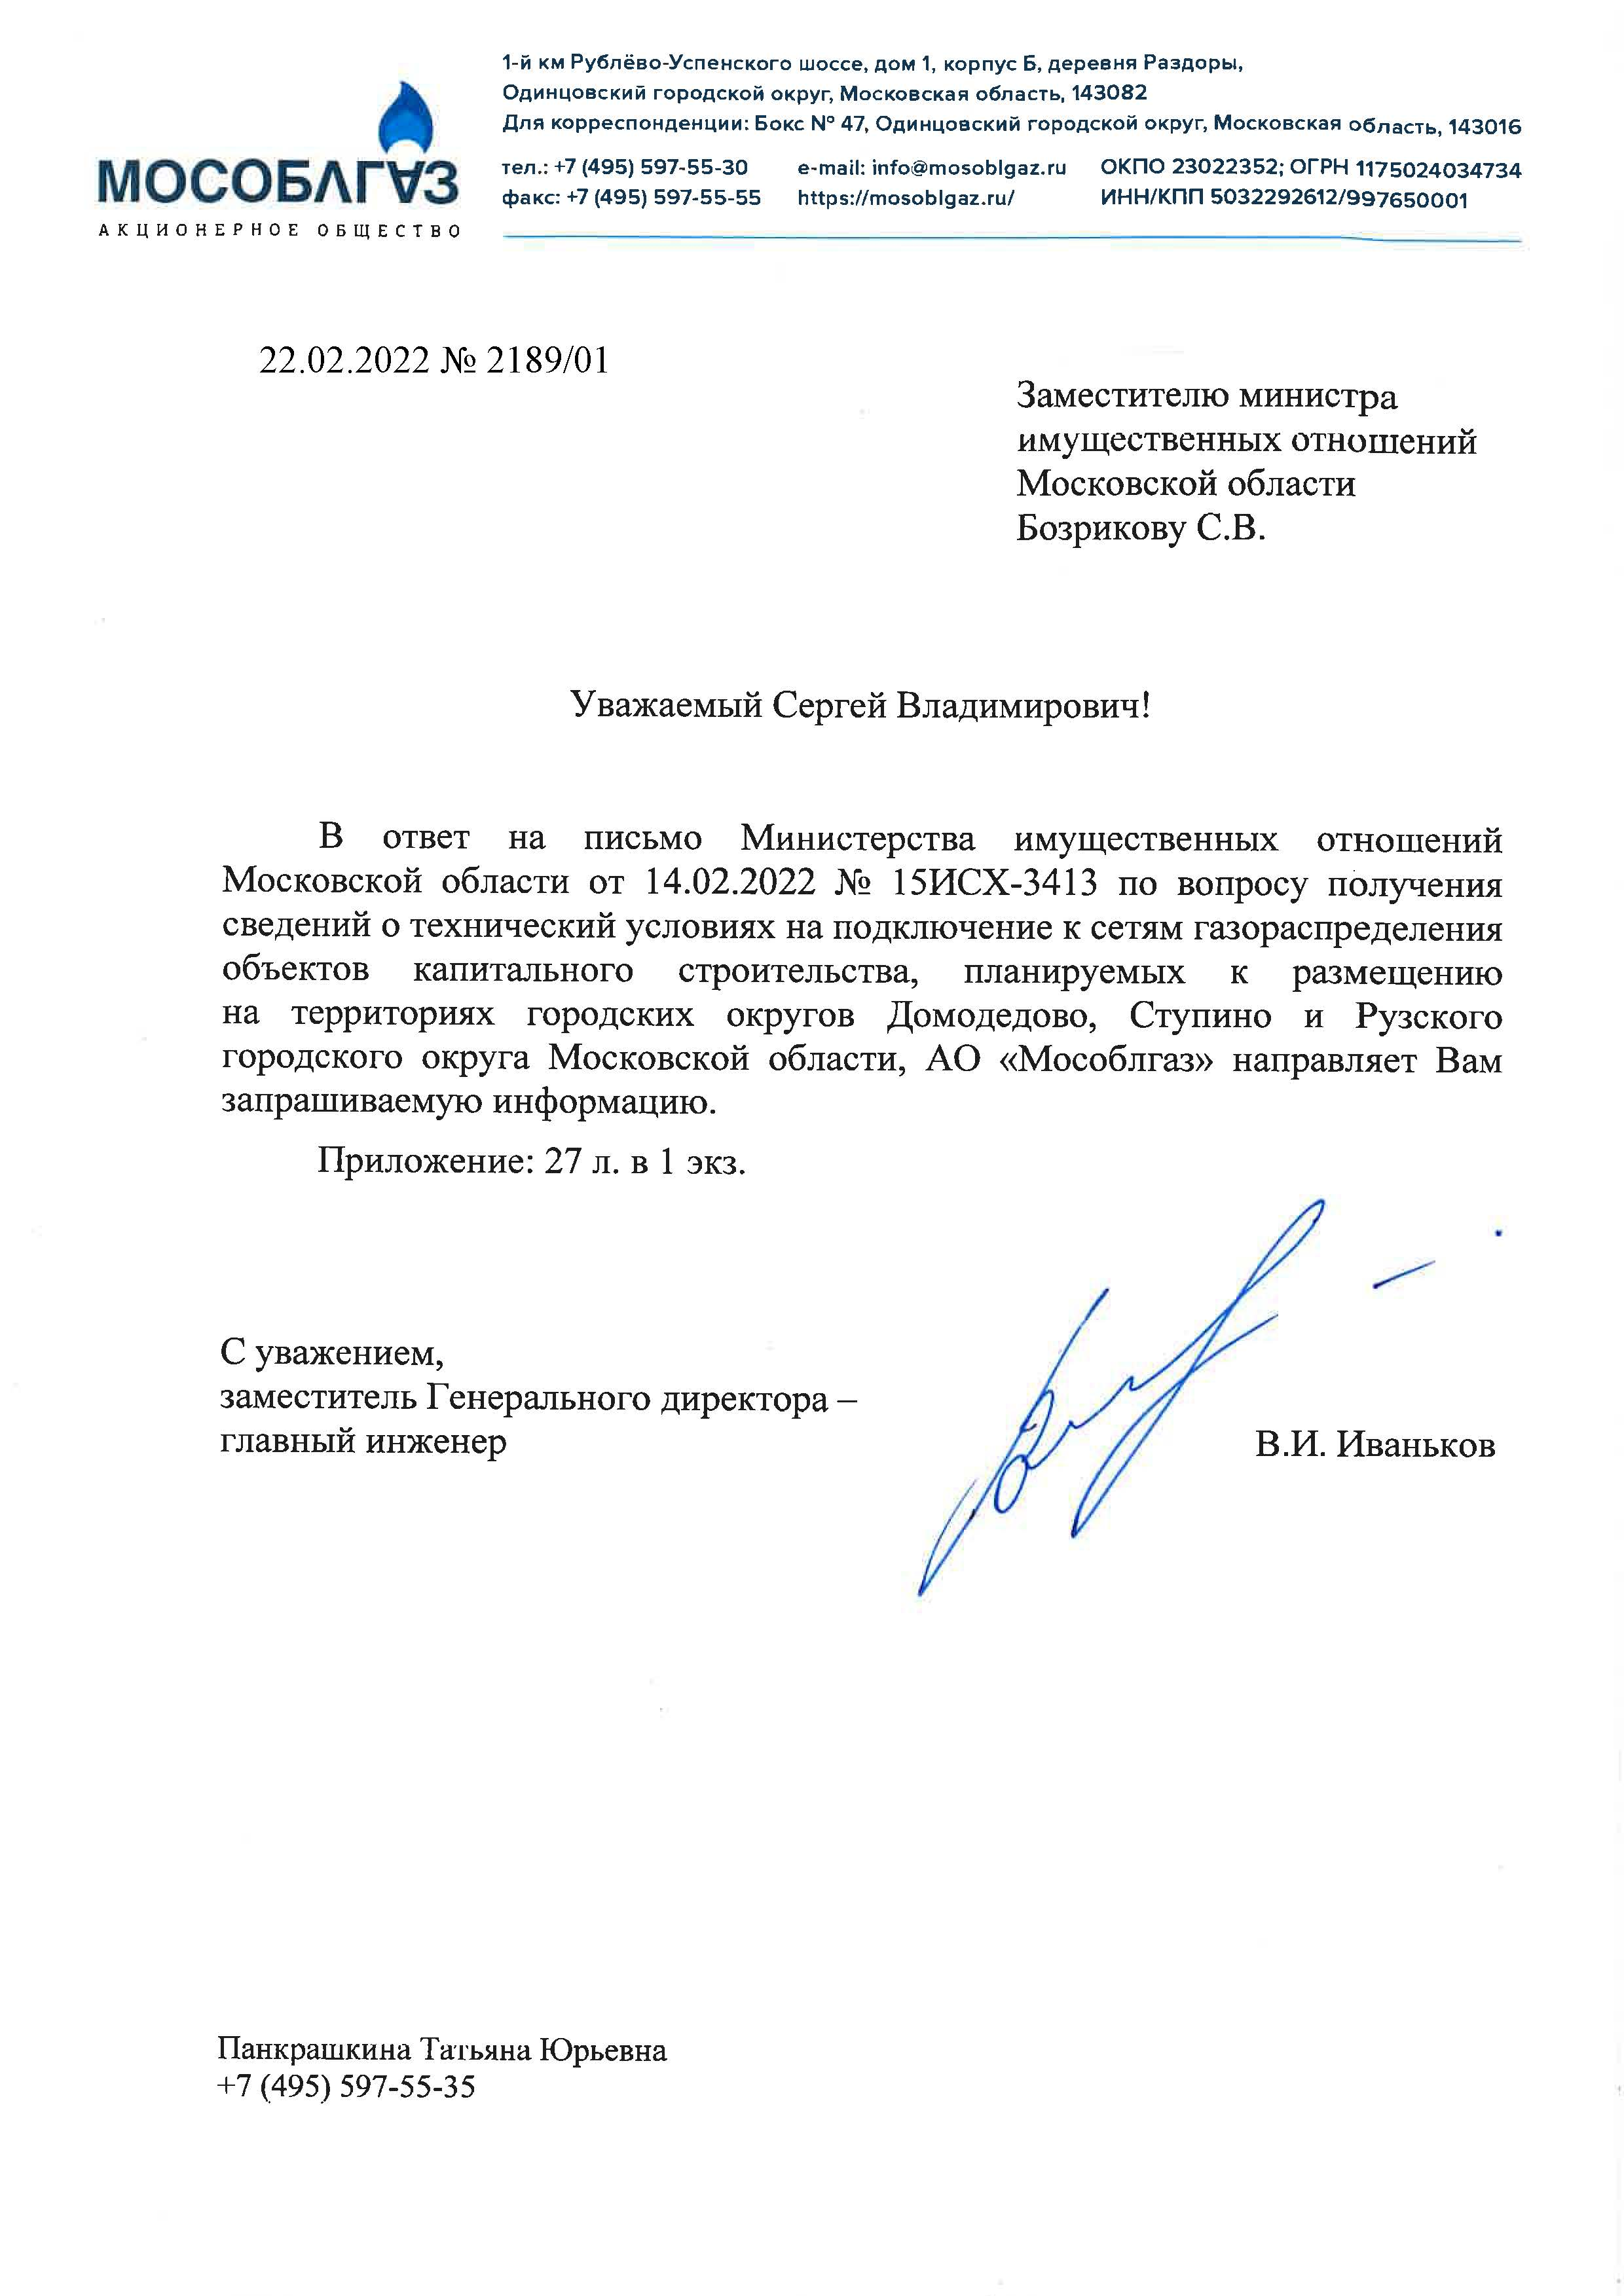 1-й км Рублёво-Успенского шоссе, дом 1, корпус Б, деревня Раздоры,
Одинцовский городской округ, Московская область, 143082
Для корреспонденции: Бокс № 47, Одинцовский городской округ, Московская область, 143016
МОСОБЛГАЗ
АКЦИОНЕРНОЕ ОБЩЕСТВО
тел.: +7 (495) 597-55-30 e-mail: info@mosoblgaz.ru ОКПО 23022352; ОГРН 1175024034734
факс: +7 (495) 597-55-55 https://mosoblgaz.ru/ ИНН/КПП 5032292612/997650001
22.02.2022 № 2189/01
Заместителю министра
имущественных отношений
Московской области
Бозрикову С.В.
Уважаемый Сергей Владимирович!
В ответ на письмо Министерства имущественных отношений
Московской области от 14.02.2022 № 15ИСХ-3413 по вопросу получения
сведений о технический условиях на подключение к сетям газораспределения
объектов капитального строительства, планируемых к размещению
на территориях городских округов Домодедово, Ступино и Рузского
городского округа Московской области, АО «Мособлгаз» направляет Вам
запрашиваемую информацию.
Приложение: 27 л. в 1 экз.
С уважением,
заместитель Генерального директора –
главный инженер
В.И. Иваньков
Панкрашкина Татьяна Юрьевна
+7 (495) 597-55-35